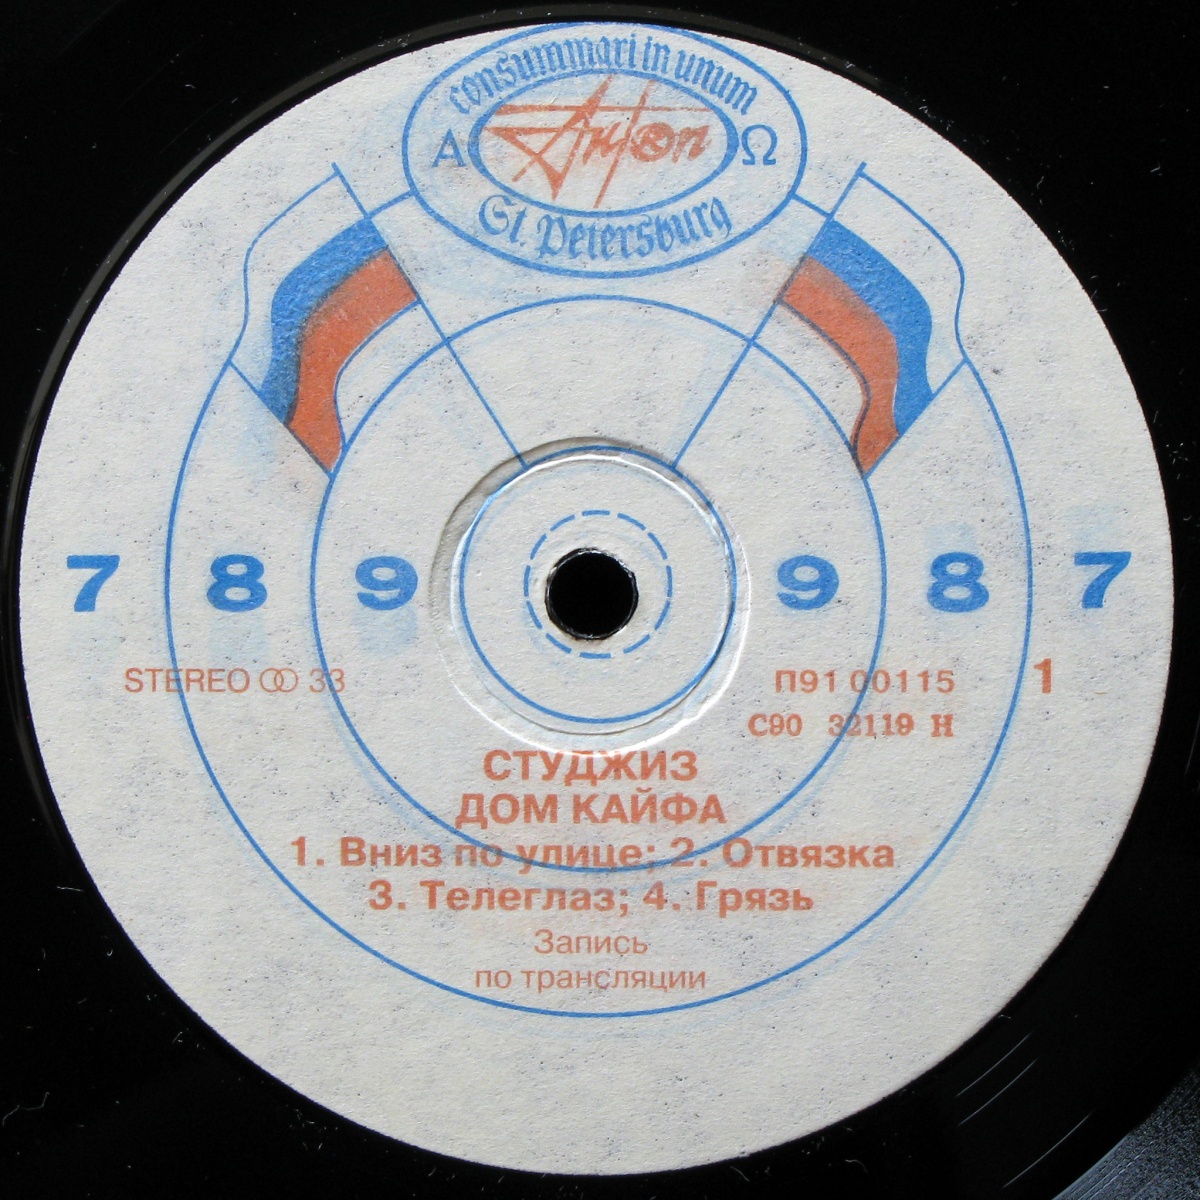 consummari in unum
А АнТроп Ω
St. Petersburg
7 8 9 9 8 7
STEREO 33 П91 00115 1
С90 32119 Н
СТУДЖИЗ
ДОМ КАЙФА
1. Вниз по улице; 2. Отвязка
3. Телеглаз; 4. Грязь
Запись
по трансляции